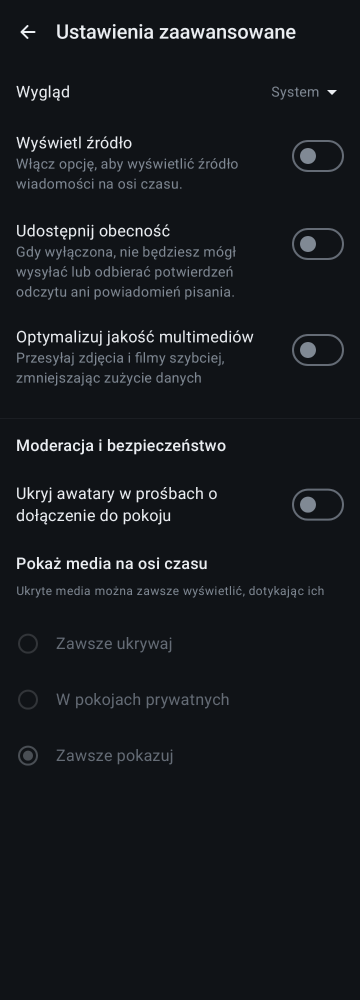 Ustawienia zaawansowane
Wygląd
System
Wyświetl źródło
Włącz opcję, aby wyświetlić źródło
wiadomości na osi czasu.
Udostępnij obecność
Gdy wyłączona, nie będziesz mógł
wysyłać lub odbierać potwierdzeń
odczytu ani powiadomień pisania.
Optymalizuj jakość multimediów
Przesyłaj zdjęcia i filmy szybciej,
zmniejszając zużycie danych
Moderacja i bezpieczeństwo
Ukryj awatary w prośbach o
dołączenie do pokoju
Pokaż media na osi czasu
Ukryte media można zawsze wyświetlić, dotykając ich
Zawsze ukrywaj
W pokojach prywatnych
Zawsze pokazuj